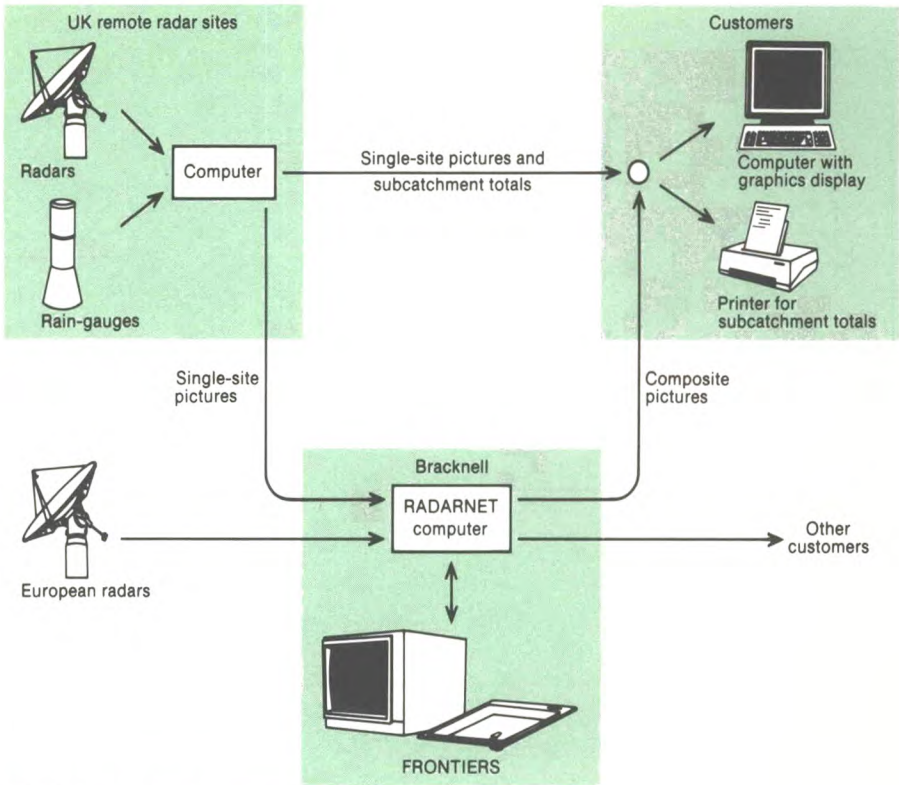 UK remote radar sites
Radars
Rain-gauges
Computer
Single-site pictures and
subcatchment totals
Customers
Computer with
graphics display
Printer for
subcatchment totals
Single-site
pictures
Composite
pictures
European radars
Bracknell
RADARNET
computer
Other
customers
FRONTIERS